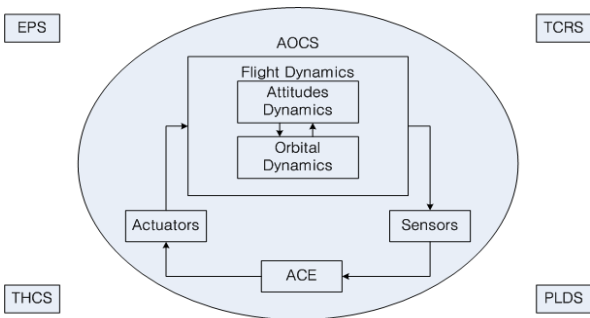 EPS
TCRS
AOCS
Flight Dynamics
Attitudes
Dynamics
Orbital
Dynamics
Actuators
Sensors
ACE
THCS
PLDS